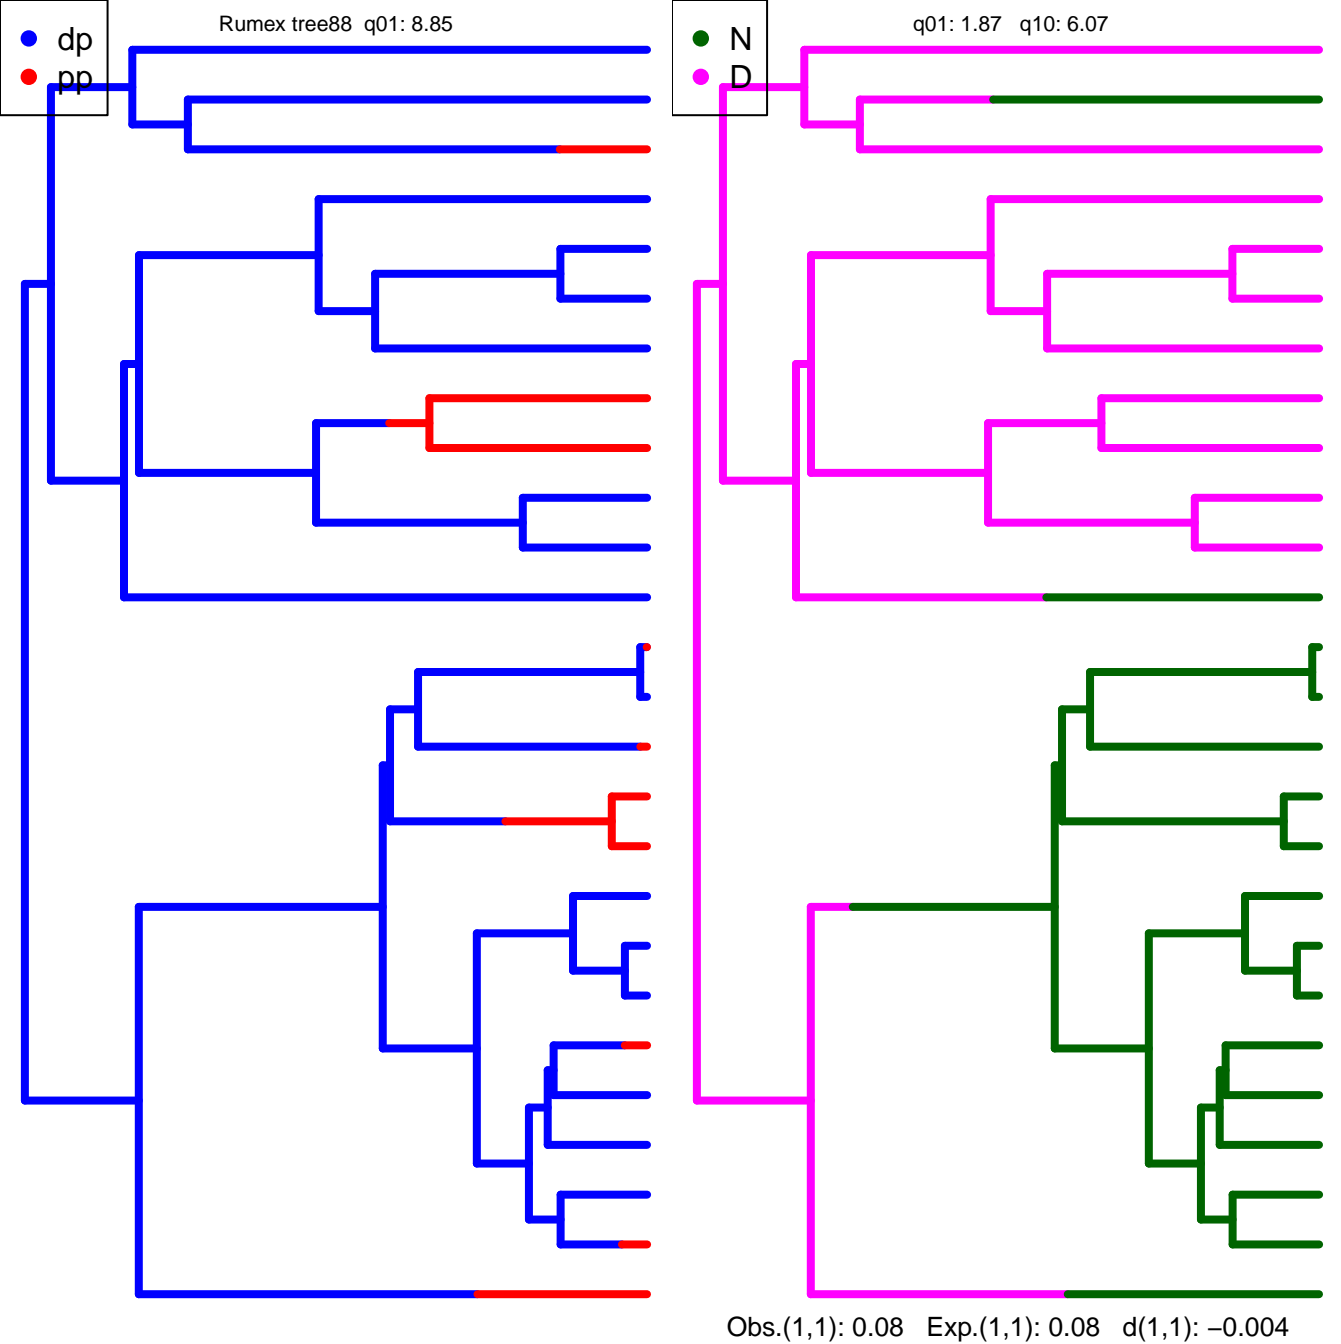 Rumex tree88  q01: 8.85
dp
pp
q01: 1.87   q10: 6.07
N
D
Obs.(1,1): 0.08   Exp.(1,1): 0.08   d(1,1): −0.004